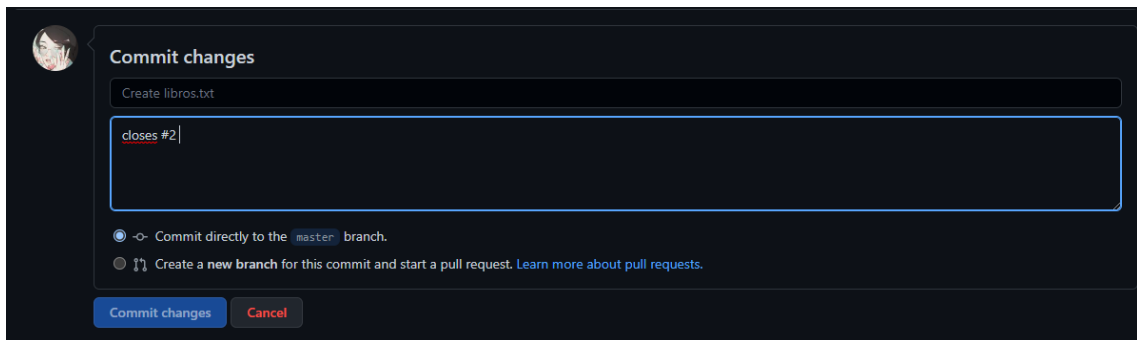 Commit changes
Create libros.txt
closes #2
Commit directly to the master branch.
Create a new branch for this commit and start a pull request. Learn more about pull requests.
Commit changes Cancel